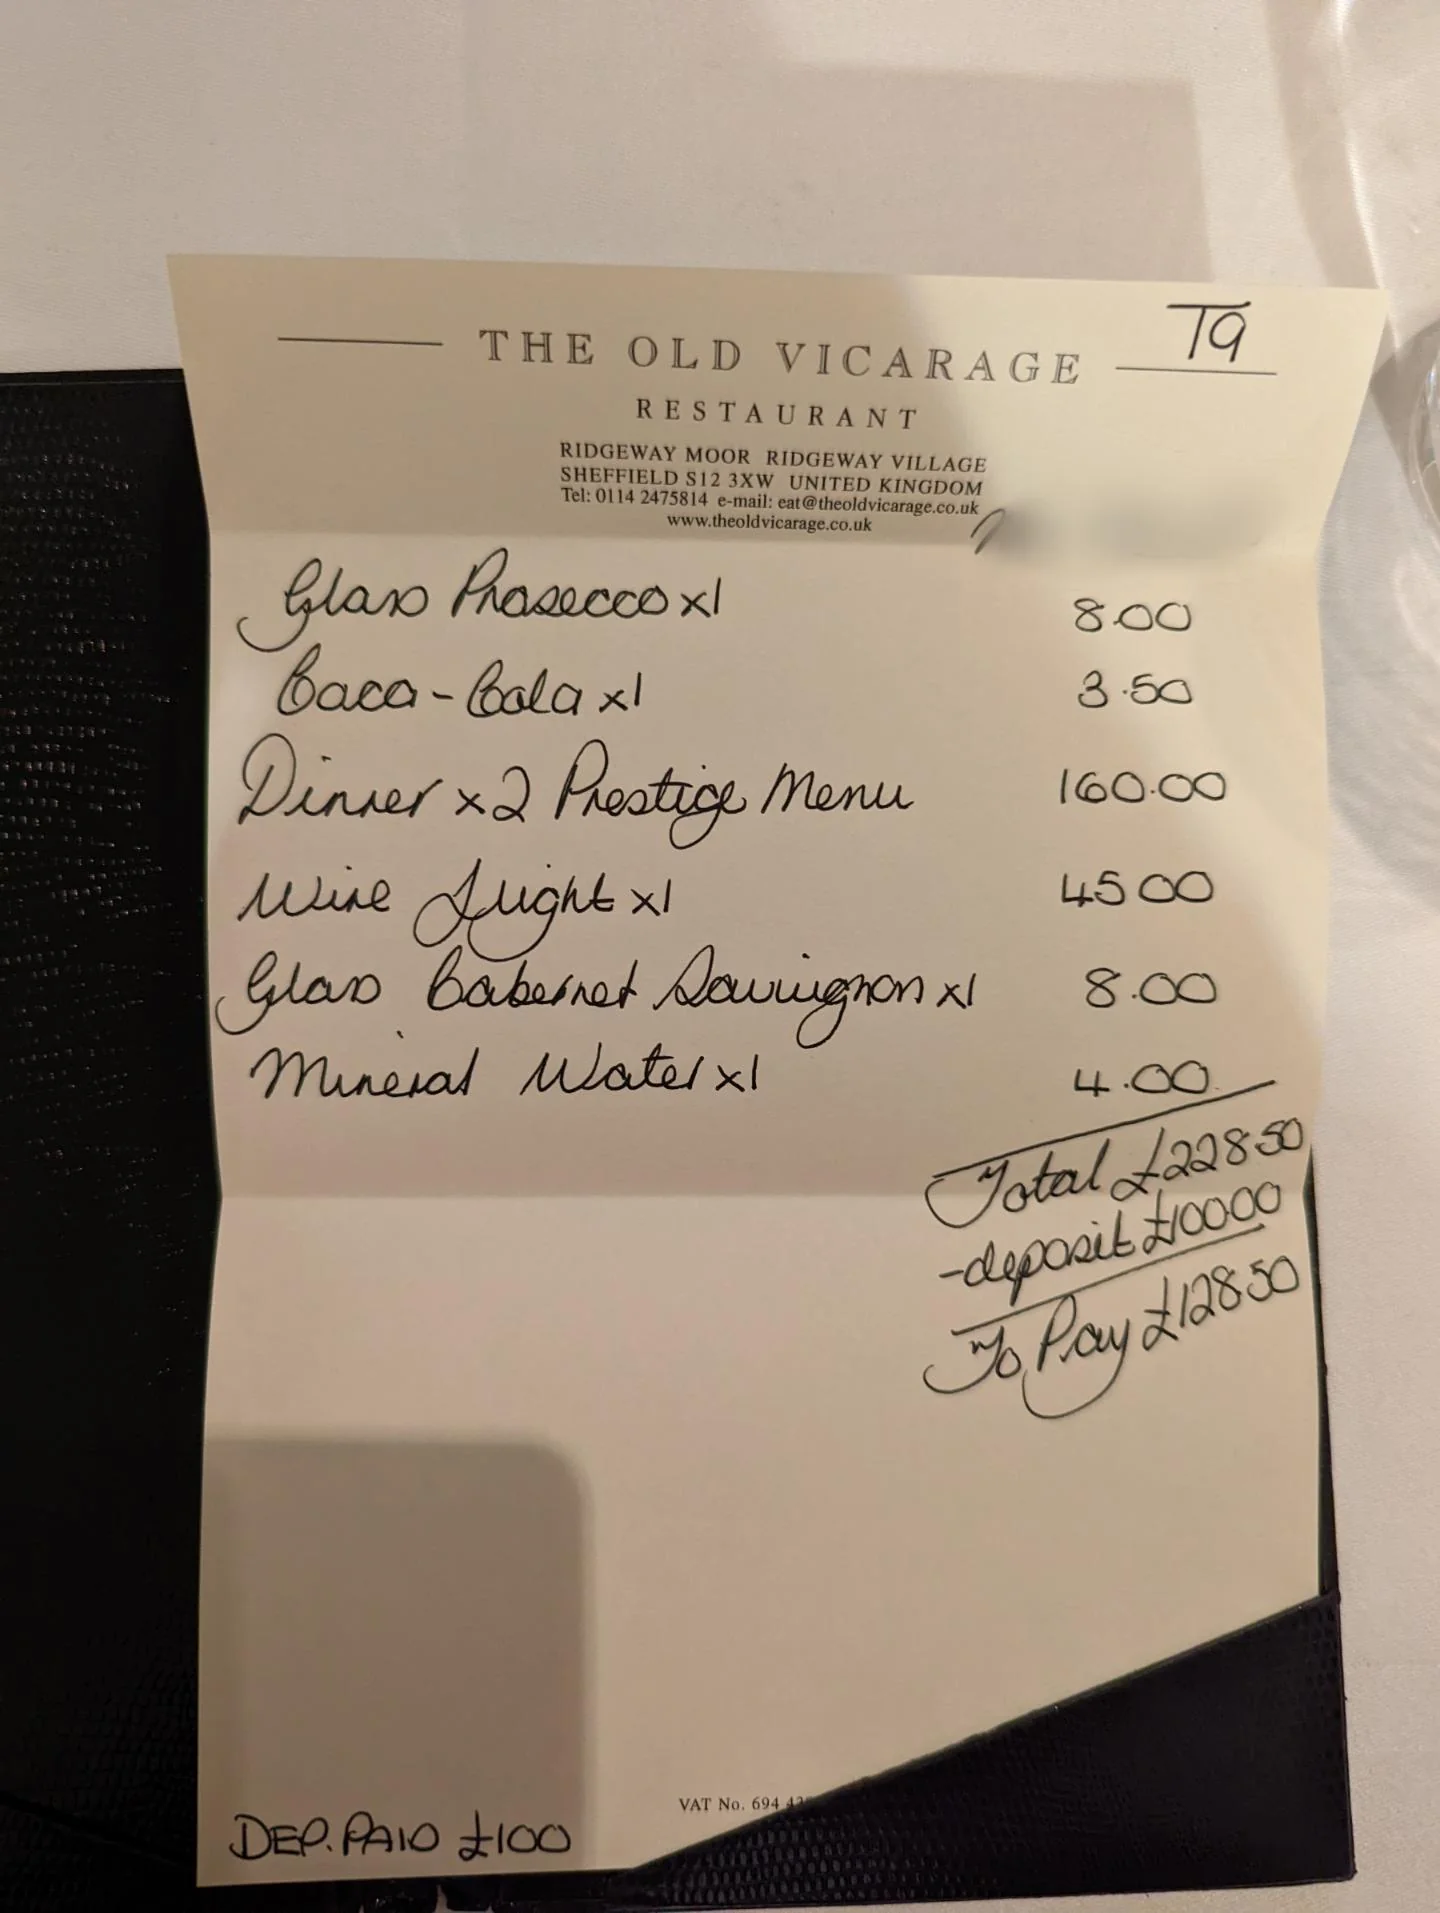 T9
THE OLD VICARAGE
RESTAURANT
RIDGEWAY MOOR RIDGEWAY VILLAGE
SHEFFIELD S12 3XW UNITED KINGDOM
Tel: 0114 2475814 e-mail: eat@theoldvicarage.co.uk
www.theoldvicarage.co.uk
Glass Prosecco x1 8.00
Coca-Cola x1 3.50
Dinner x2 Prestige Menu 160.00
Wine flight x1 45.00
Glass Cabernet Sauvignon x1 8.00
Mineral Water x1 4.00
Total £228.50
-deposit £100.00
To Pay £128.50
VAT No. 694
DEP. PAID £100